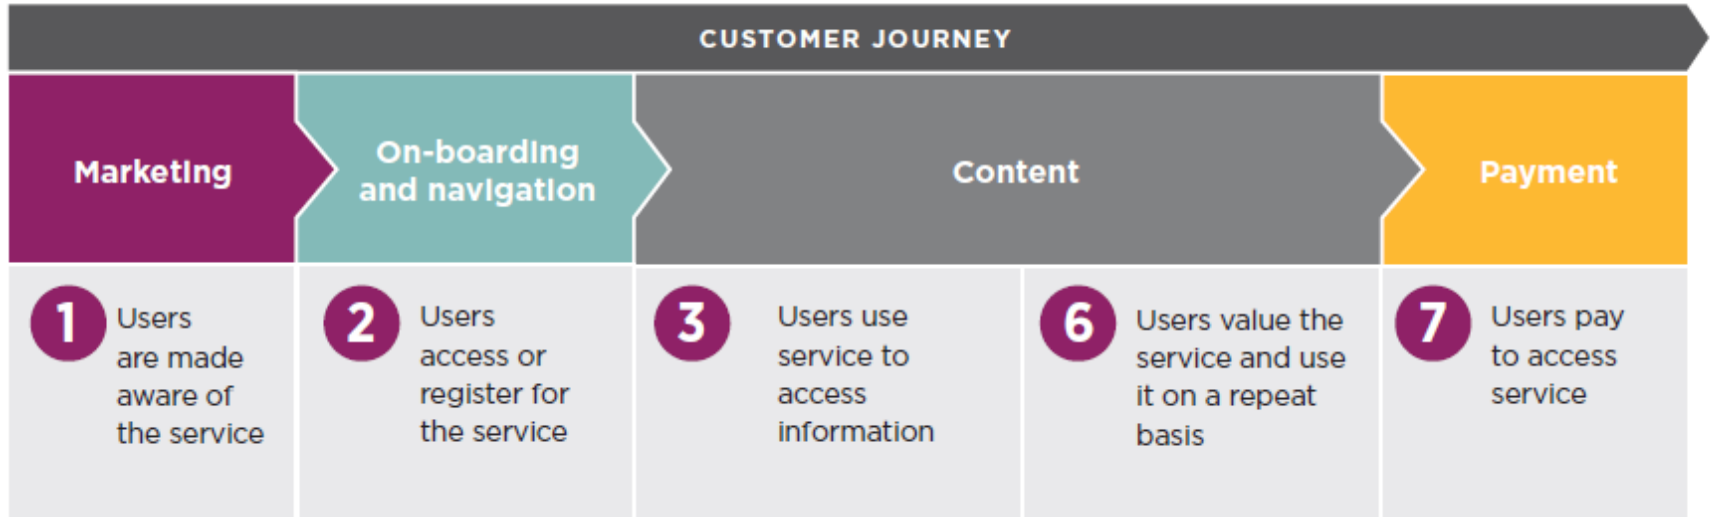 CUSTOMER JOURNEY
Marketing
On-boarding
and navigation
Content
Payment
1
Users
are made
aware of
the service
2
Users
access or
register for
the service
3
Users use
service to
access
information
6
Users value the
service and use
it on a repeat
basis
7
Users pay
to access
service